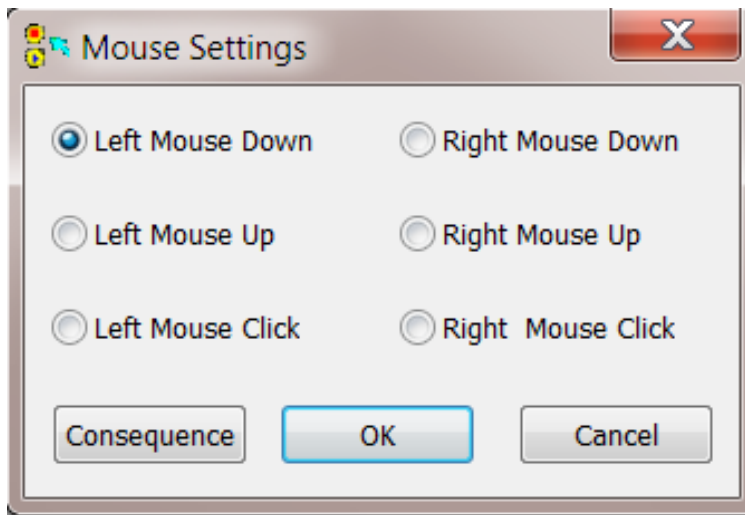 Mouse Settings
Left Mouse Down Right Mouse Down
Left Mouse Up Right Mouse Up
Left Mouse Click Right  Mouse Click
Consequence OK Cancel